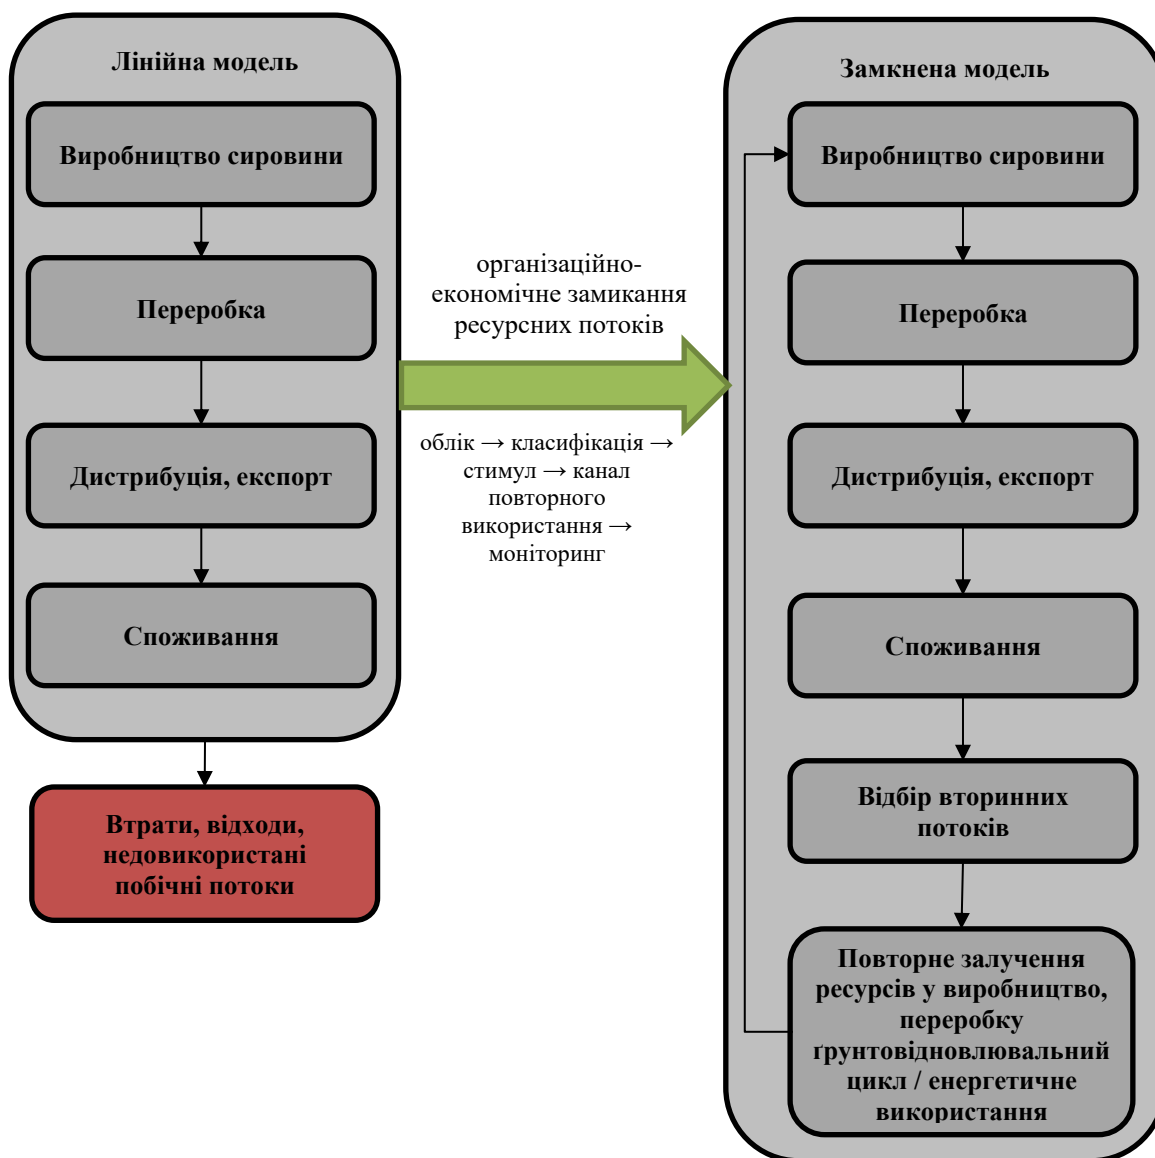 Лінійна модель
Виробництво сировини
Переробка
Дистрибуція, експорт
Споживання
Втрати, відходи,
недовикористані
побічні потоки
організаційно-
економічне замикання
ресурсних потоків
облік → класифікація →
стимул → канал
повторного
використання →
моніторинг
Замкнена модель
Виробництво сировини
Переробка
Дистрибуція, експорт
Споживання
Відбір вторинних
потоків
Повторне залучення
ресурсів у виробництво,
переробку
ґрунтовідновлювальний
цикл / енергетичне
використання